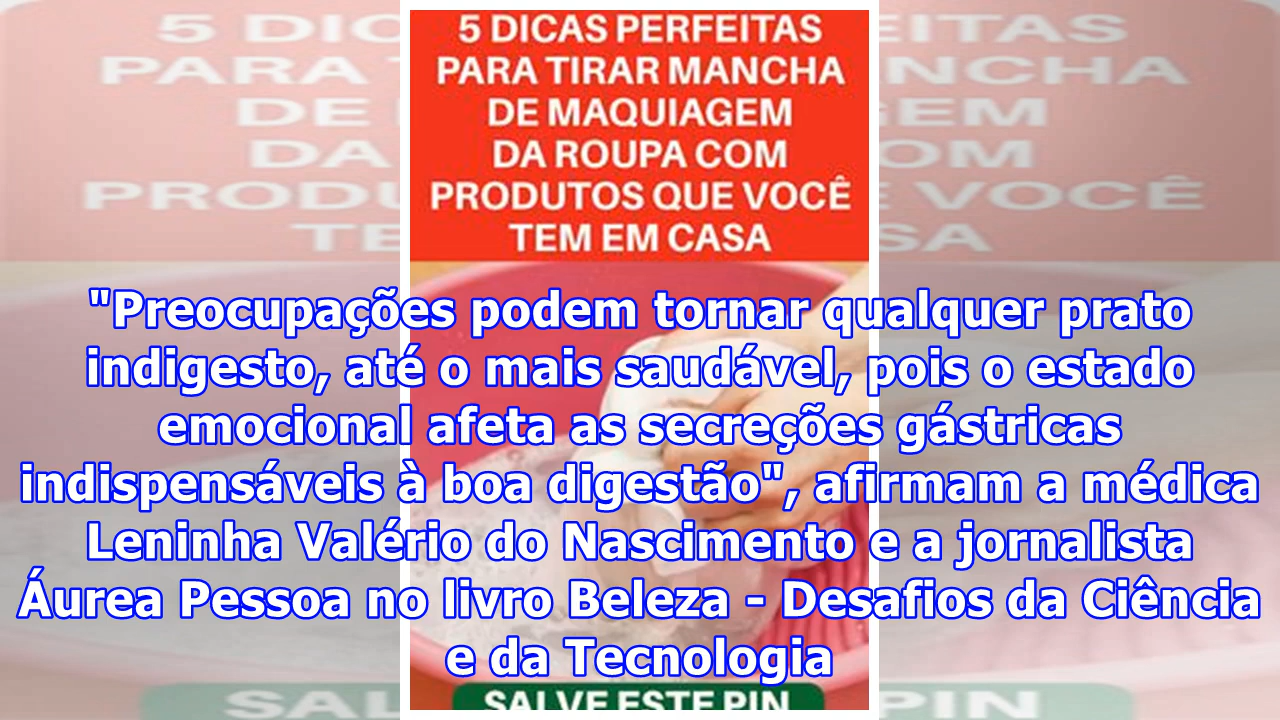 5 DICAS PERFEITAS
PARA TIRAR MANCHA
DE MAQUIAGEM
DA ROUPA COM
PRODUTOS QUE VOCÊ
TEM EM CASA
"Preocupações podem tornar qualquer prato
indigesto, até o mais saudável, pois o estado
emocional afeta as secreções gástricas
indispensáveis à boa digestão", afirmam a médica
Leninha Valério do Nascimento e a jornalista
Áurea Pessoa no livro Beleza - Desafios da Ciência
e da Tecnologia
SALVE ESTE PIN